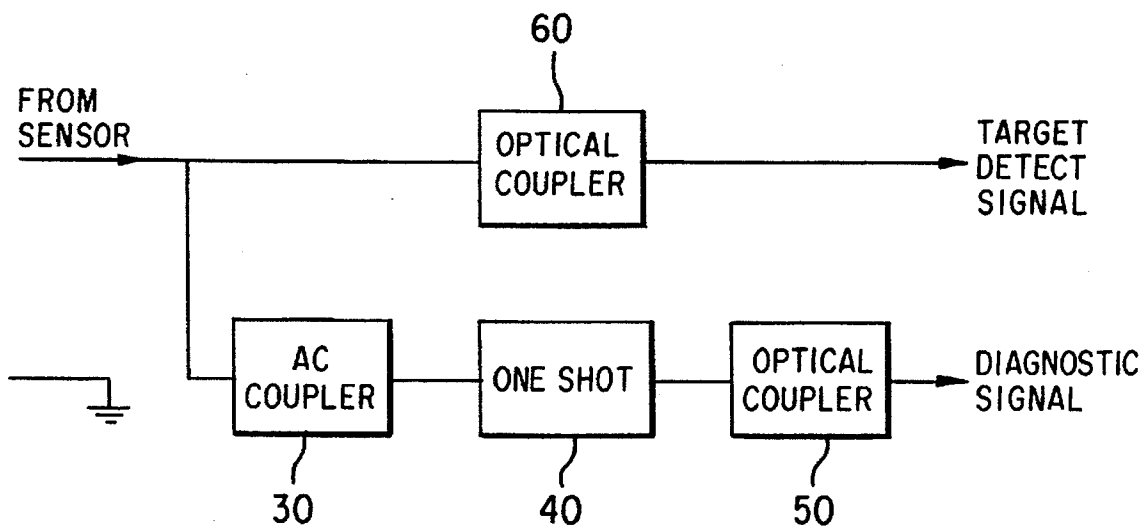 60
FROM
SENSOR
OPTICAL
COUPLER
TARGET
DETECT
SIGNAL
AC
COUPLER
ONE SHOT
OPTICAL
COUPLER
DIAGNOSTIC
SIGNAL
30
40
50